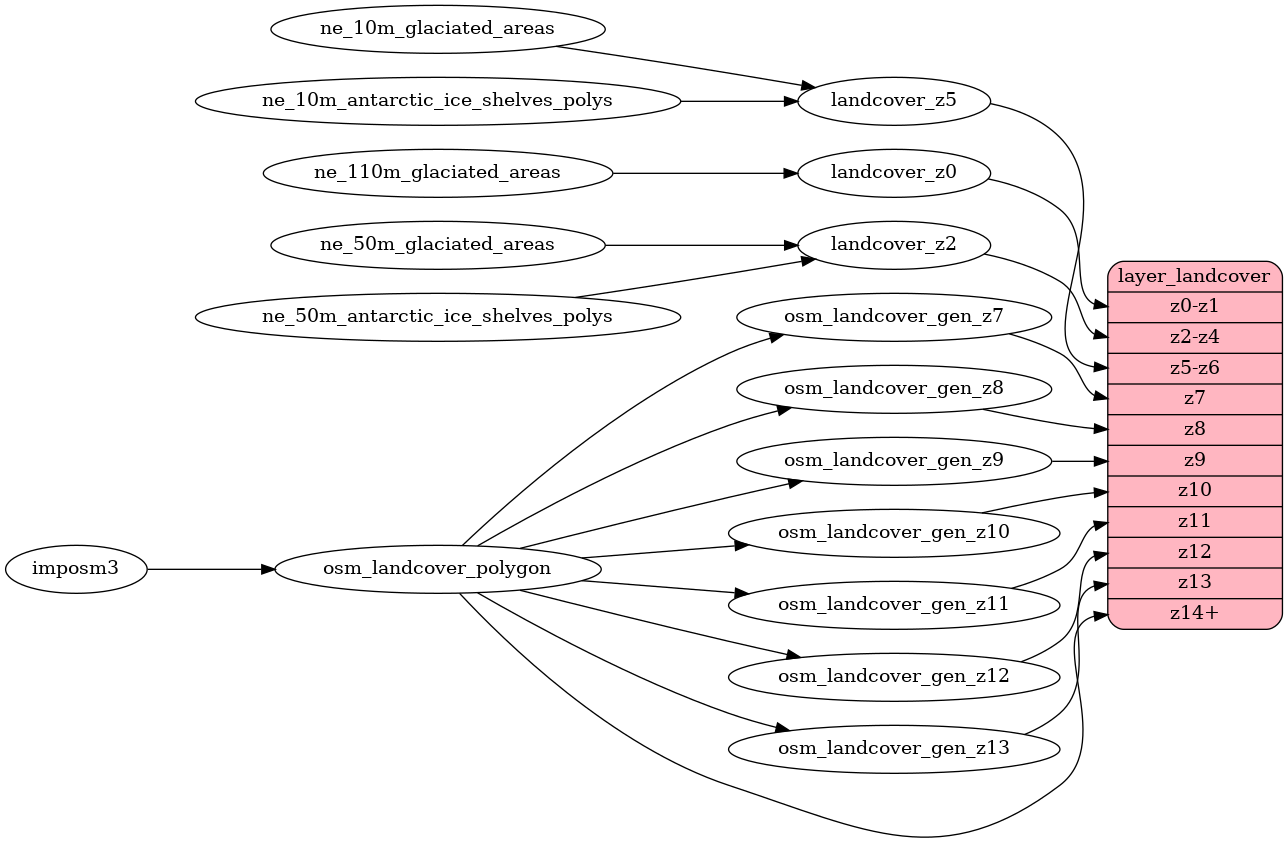 ne_10m_glaciated_areas
ne_10m_antarctic_ice_shelves_polys
landcover_z5
ne_110m_glaciated_areas
landcover_z0
ne_50m_glaciated_areas
landcover_z2
ne_50m_antarctic_ice_shelves_polys
osm_landcover_gen_z7
osm_landcover_gen_z8
osm_landcover_gen_z9
osm_landcover_gen_z10
imposm3
osm_landcover_polygon
osm_landcover_gen_z11
osm_landcover_gen_z12
osm_landcover_gen_z13
layer_landcover
z0-z1
z2-z4
z5-z6
z7
z8
z9
z10
z11
z12
z13
z14+